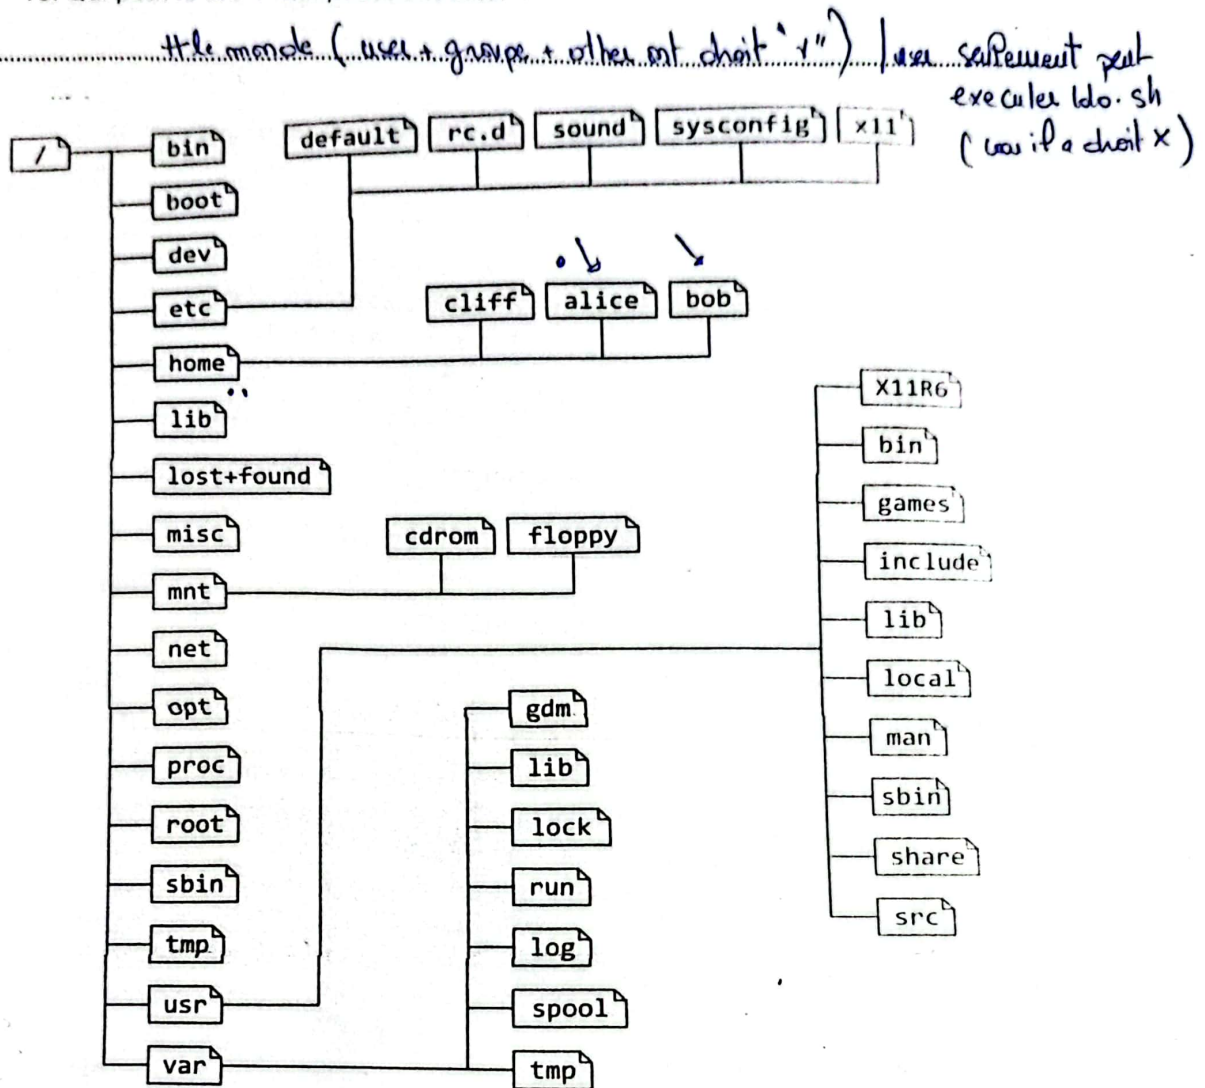 tt le monde (user + groupe + other ont droit "r") / user seulement peut
executer ldo.sh
(car il a droit x)
/
bin
default
rc.d
sound
sysconfig
x11
boot
dev
etc
cliff
alice
bob
home
lib
lost+found
misc
cdrom
floppy
mnt
net
opt
proc
root
sbin
tmp
usr
var
X11R6
bin
games
include
lib
local
man
sbin
share
src
gdm
lib
lock
run
log
spool
tmp